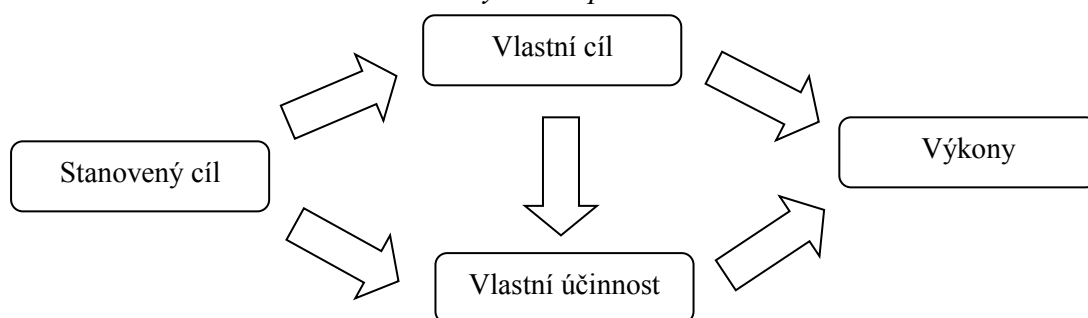 Vlastní cíl
Stanovený cíl
Výkony
Vlastní účinnost